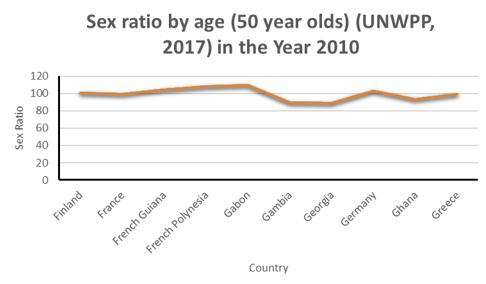 Sex ratio by age (50 year olds) (UNWPP,
2017) in the Year 2010
120
100
80
60
40
20
0
Sex Ratio
Finland
France
French Guiana
French Polynesia
Gabon
Gambia
Georgia
Germany
Ghana
Greece
Country